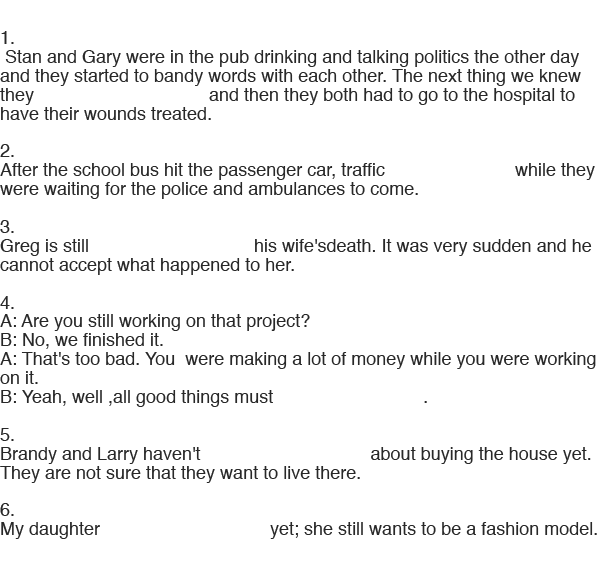 1.
Stan and Gary were in the pub drinking and talking politics the other day
and they started to bandy words with each other. The next thing we knew
they and then they both had to go to the hospital to
have their wounds treated.
2.
After the school bus hit the passenger car, traffic while they
were waiting for the police and ambulances to come.
3.
Greg is still his wife'sdeath. It was very sudden and he
cannot accept what happened to her.
4.
A: Are you still working on that project?
B: No, we finished it.
A: That's too bad. You  were making a lot of money while you were working
on it.
B: Yeah, well ,all good things must .
5.
Brandy and Larry haven't about buying the house yet.
They are not sure that they want to live there.
6.
My daughter yet; she still wants to be a fashion model.